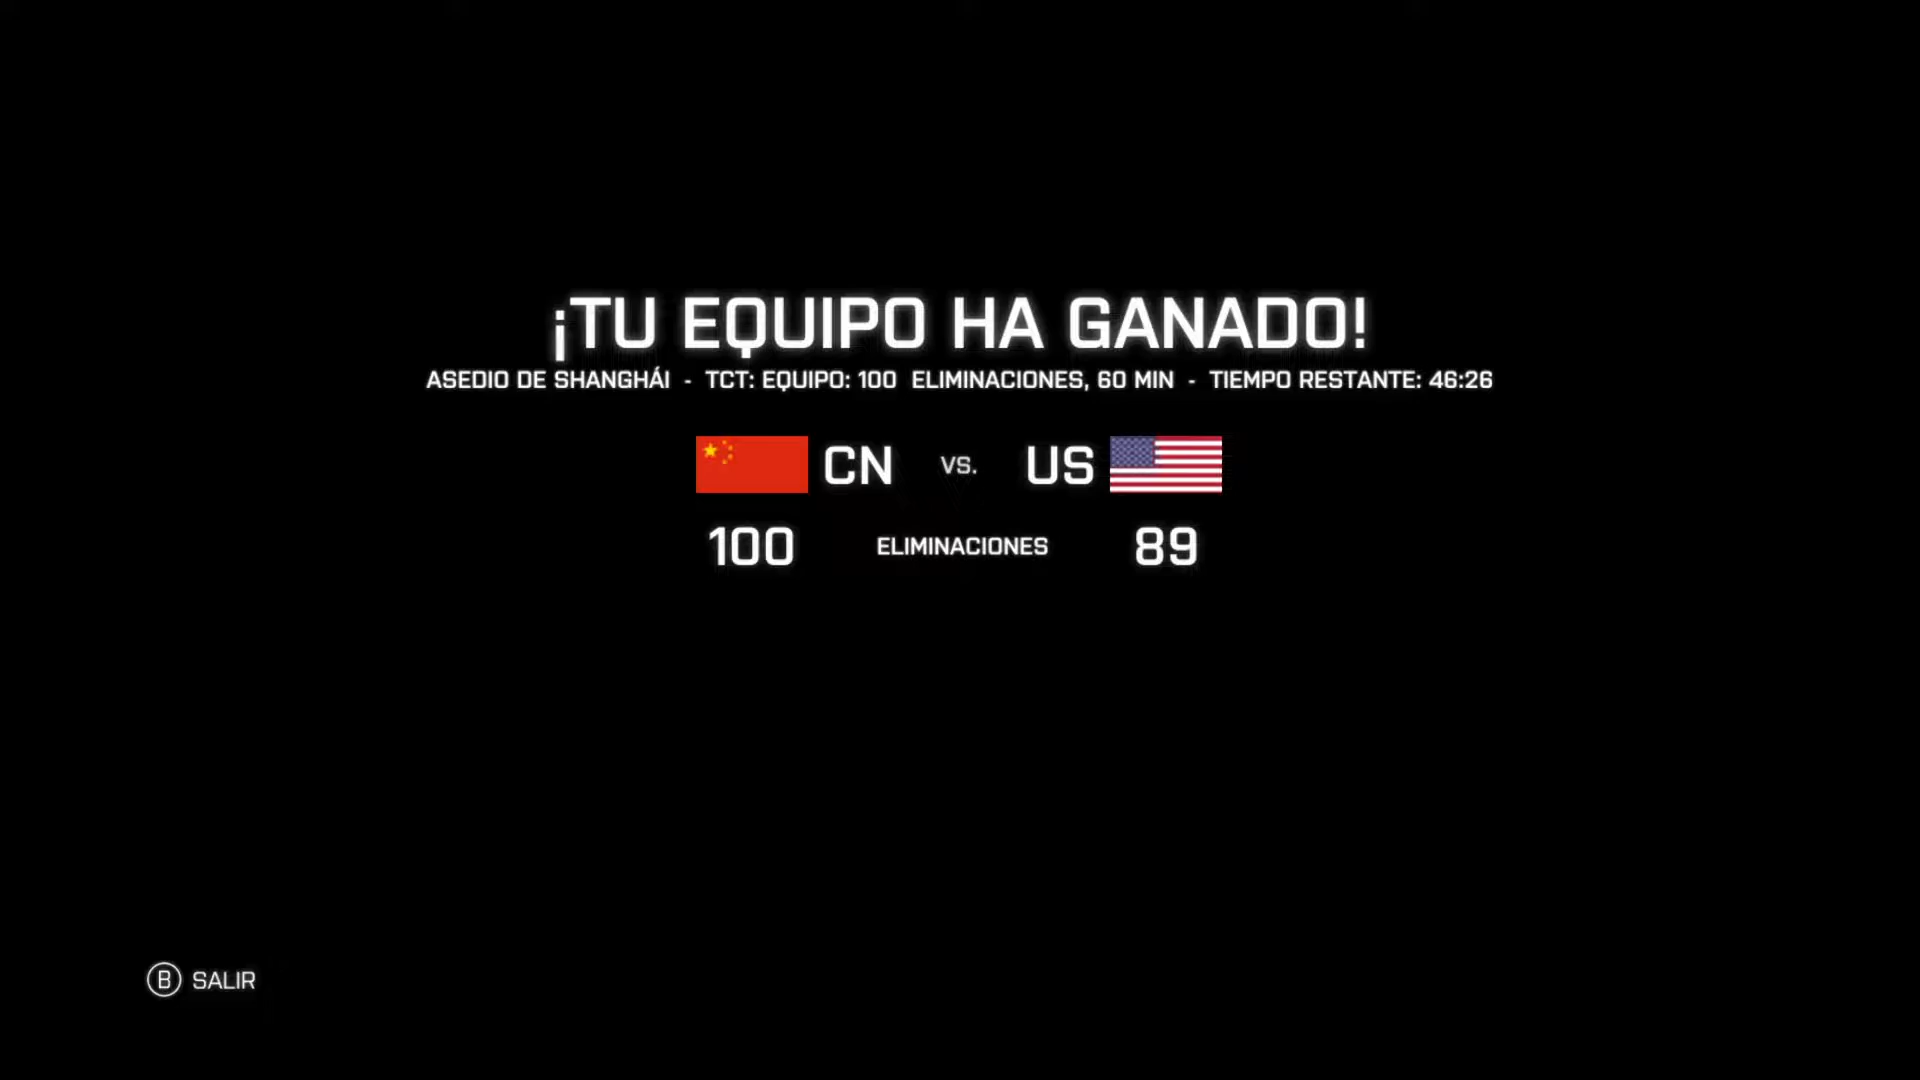 ¡TU EQUIPO HA GANADO!
ASEDIO DE SHANGHÁI - TCT: EQUIPO: 100 ELIMINACIONES, 60 MIN - TIEMPO RESTANTE: 46:26
CN VS. US
100 ELIMINACIONES 89
B SALIR